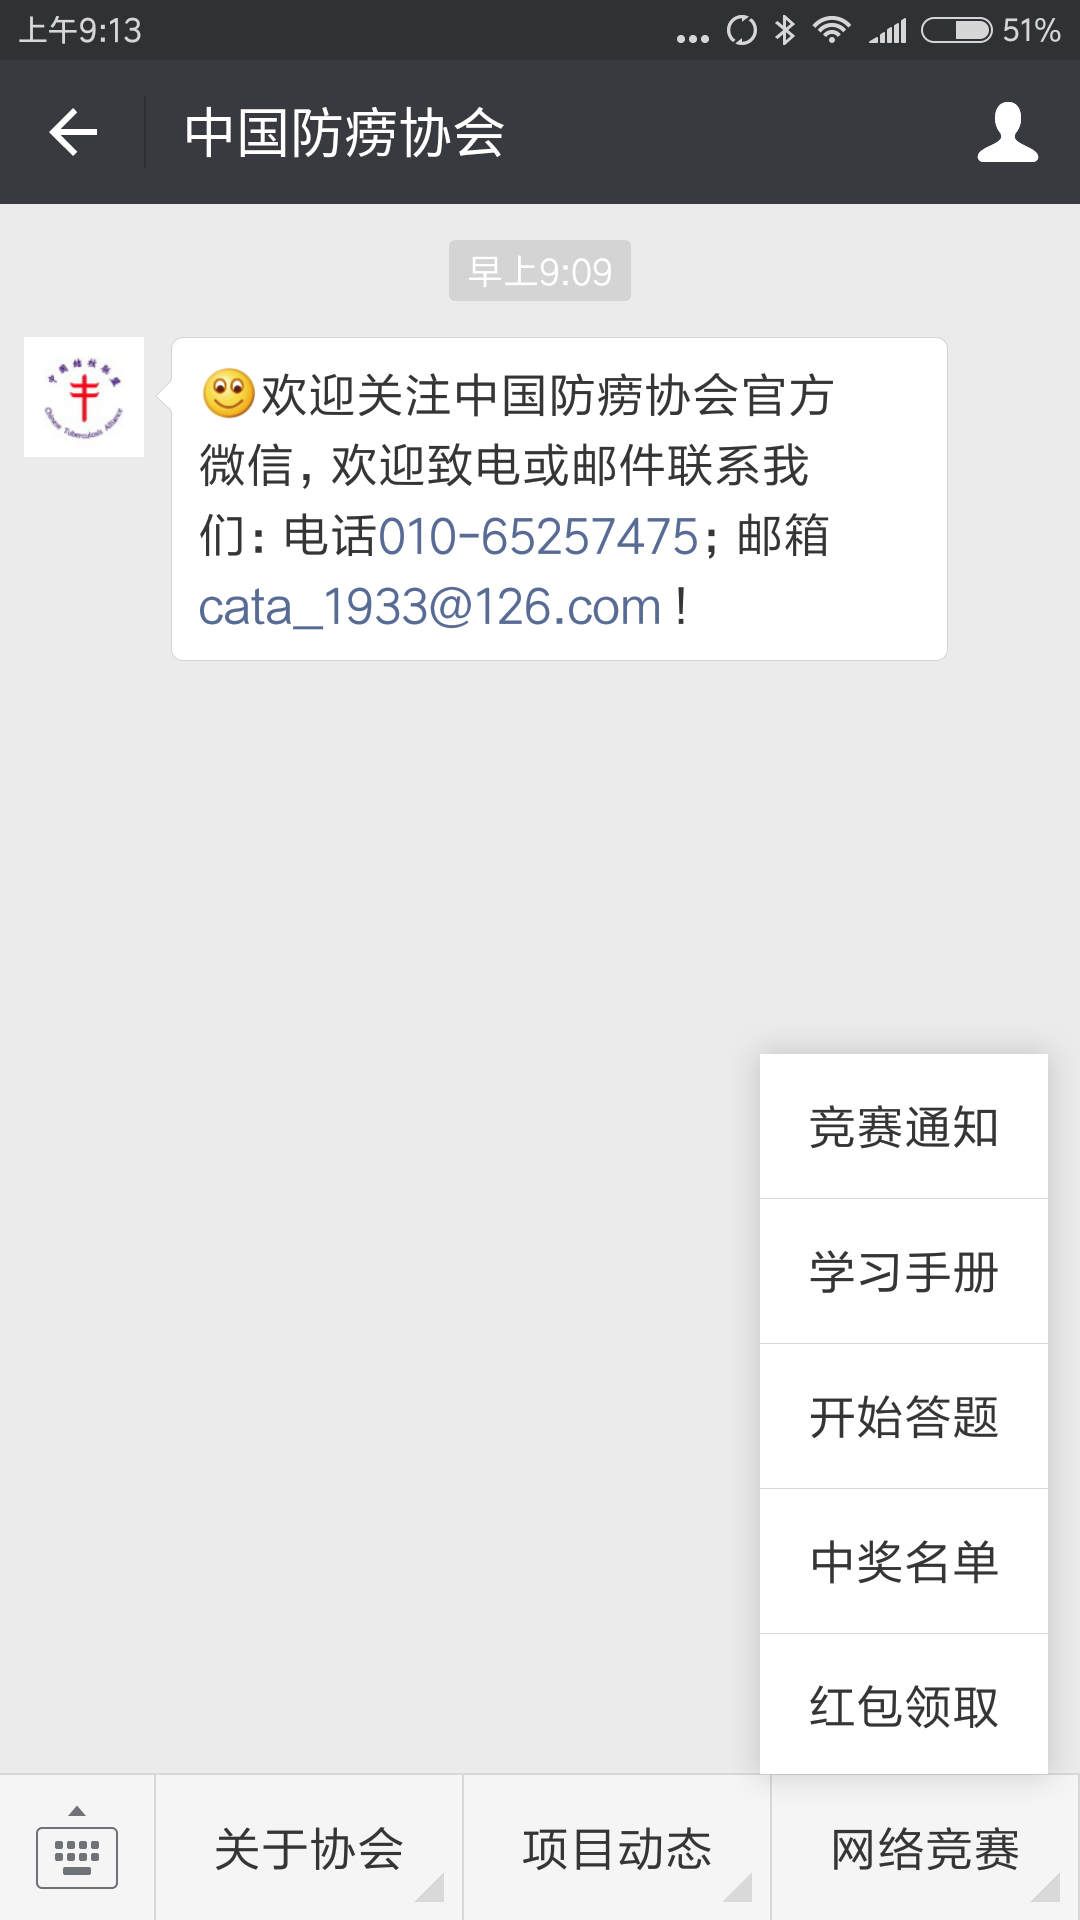 上午9:13
51%
中国防痨协会
早上9:09
欢迎关注中国防痨协会官方
微信，欢迎致电或邮件联系我
们：电话010-65257475；邮箱
cata_1933@126.com！
Chinese Tuberculosis Alliance
竞赛通知
学习手册
开始答题
中奖名单
红包领取
关于协会
项目动态
网络竞赛